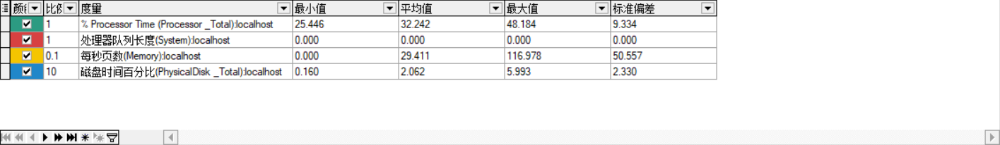 颜 比例 度量 最小值 平均值 最大值 标准偏差
1 % Processor Time (Processor _Total):localhost 25.446 32.242 48.184 9.334
1 处理器队列长度(System):localhost 0.000 0.000 0.000 0.000
0.1 每秒页数(Memory):localhost 0.000 29.411 116.978 50.557
10 磁盘时间百分比(PhysicalDisk _Total):localhost 0.160 2.062 5.993 2.330